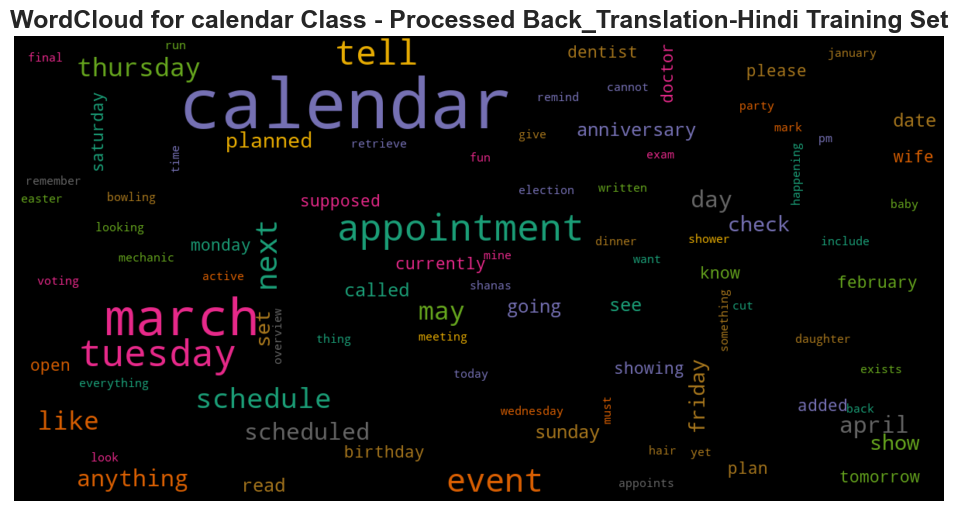 WordCloud for calendar Class - Processed Back_Translation-Hindi Training Set
final
run
thursday
tell
dentist
doctor
please
january
calendar
remind
cannot
party
saturday
time
planned
retrieve
give
anniversary
mark
pm
date
fun
exam
happening
wife
remember
easter
bowling
supposed
election
written
day
baby
looking
monday
next
appointment
dinner
shower
check
include
mechanic
currently
mine
want
voting
active
called
shanas
know
february
march
set
overview
may
going
see
something
cut
tuesday
thing
meeting
daughter
open
everything
today
showing
friday
exists
schedule
like
scheduled
wednesday
must
added
back
april
sunday
show
look
birthday
hair
yet
anything
read
event
appoints
plan
tomorrow